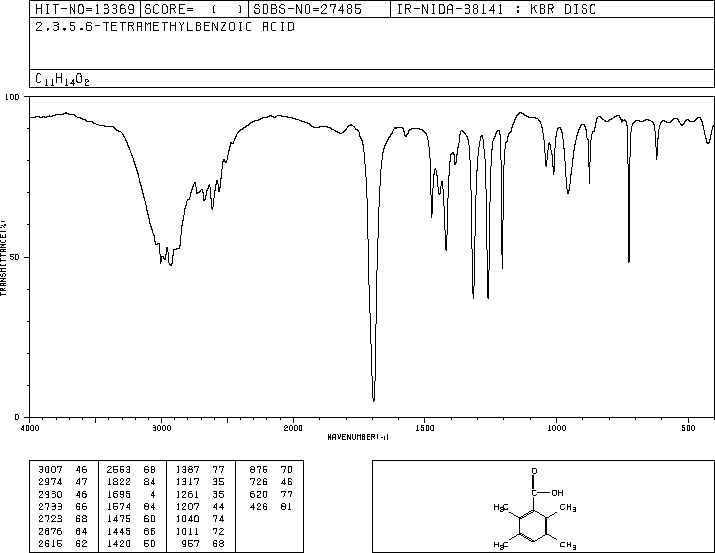 HIT-NO=13369 SCORE= ( ) SDBS-NO=27485 IR-NIDA-38141 : KBR DISC
2,3,5,6-TETRAMETHYLBENZOIC ACID
C11H14O2
100
50
0
TRANSMITTANCE(%)
4000 3000 2000 1500 1000 500
WAVENUMBER(-1)
3007 46 2553 68 1387 77 875 70
2974 47 1822 84 1317 35 726 46
2930 46 1695 4 1261 35 620 77
2739 66 1574 84 1207 44 426 81
2723 68 1475 60 1040 74
2676 64 1445 66 1011 72
2615 62 1420 50 957 68
O
C OH
H3C CH3
H3C CH3